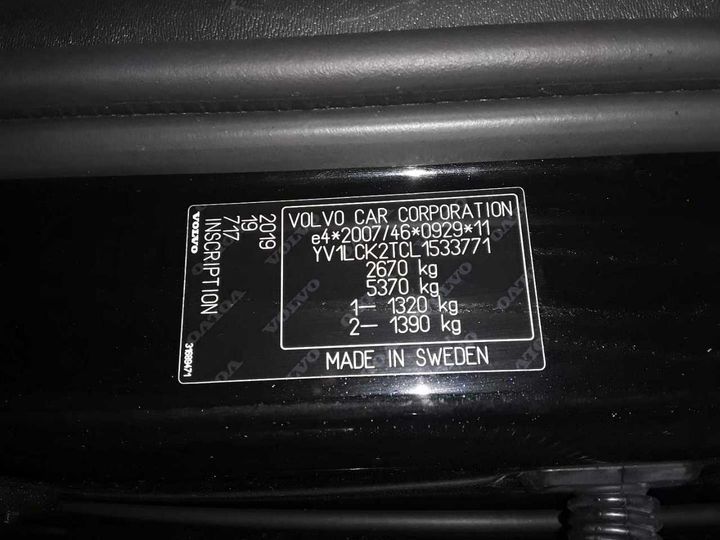 VOLVO CAR CORPORATION
e4*2007/46*0929*11
YV1LCK2TCL1533771
2670 kg
5370 kg
1– 1320 kg
2– 1390 kg
MADE IN SWEDEN
2019
19
717
INSCRIPTION
VOLVO
31689471